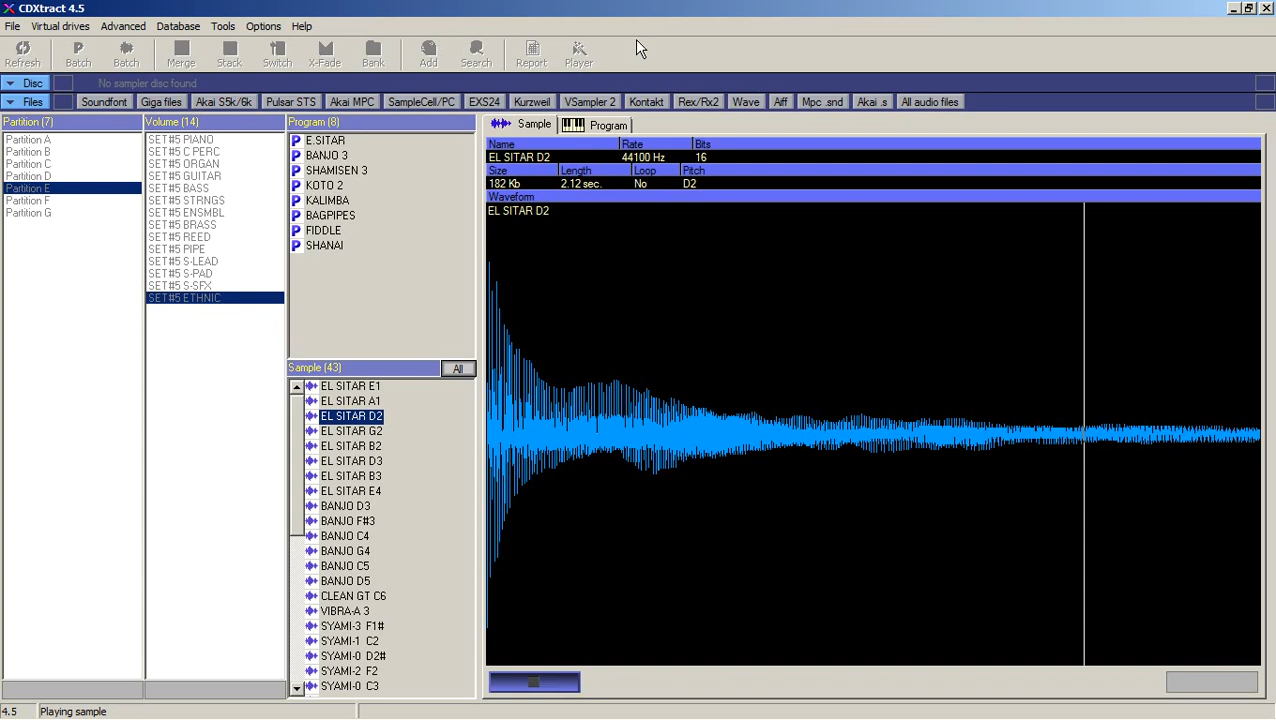 CDXtract 4.5
File Virtual drives Advanced Database Tools Options Help
Refresh Batch Batch Merge Stack Switch X-Fade Bank Add Search Report Player
Disc No sampler disc found
Files Soundfont Giga files Akai S5k/6k Pulsar STS Akai MPC SampleCell/PC EXS24 Kurzweil VSampler 2 Kontakt Rex/Rx2 Wave Aiff Mpc .snd Akai .s All audio files
Partition (7)
Partition A
Partition B
Partition C
Partition D
Partition E
Partition F
Partition G
Volume (14)
SET#5 PIANO
SET#5 C PERC
SET#5 ORGAN
SET#5 GUITAR
SET#5 BASS
SET#5 STRNGS
SET#5 ENSMBL
SET#5 BRASS
SET#5 REED
SET#5 PIPE
SET#5 S-LEAD
SET#5 S-PAD
SET#5 S-SFX
SET#5 ETHNIC
Program (8)
P E.SITAR
P BANJO 3
P SHAMISEN 3
P KOTO 2
P KALIMBA
P BAGPIPES
P FIDDLE
P SHANAI
Sample (43) All
EL SITAR E1
EL SITAR A1
EL SITAR D2
EL SITAR G2
EL SITAR B2
EL SITAR D3
EL SITAR B3
EL SITAR E4
BANJO D3
BANJO F#3
BANJO C4
BANJO G4
BANJO C5
BANJO D5
CLEAN GT C6
VIBRA-A 3
SYAMI-3 F1#
SYAMI-1 C2
SYAMI-0 D2#
SYAMI-2 F2
SYAMI-0 C3
Sample Program
Name Rate Bits
EL SITAR D2 44100 Hz 16
Size Length Loop Pitch
182 Kb 2.12 sec. No D2
Waveform
EL SITAR D2
4.5 Playing sample